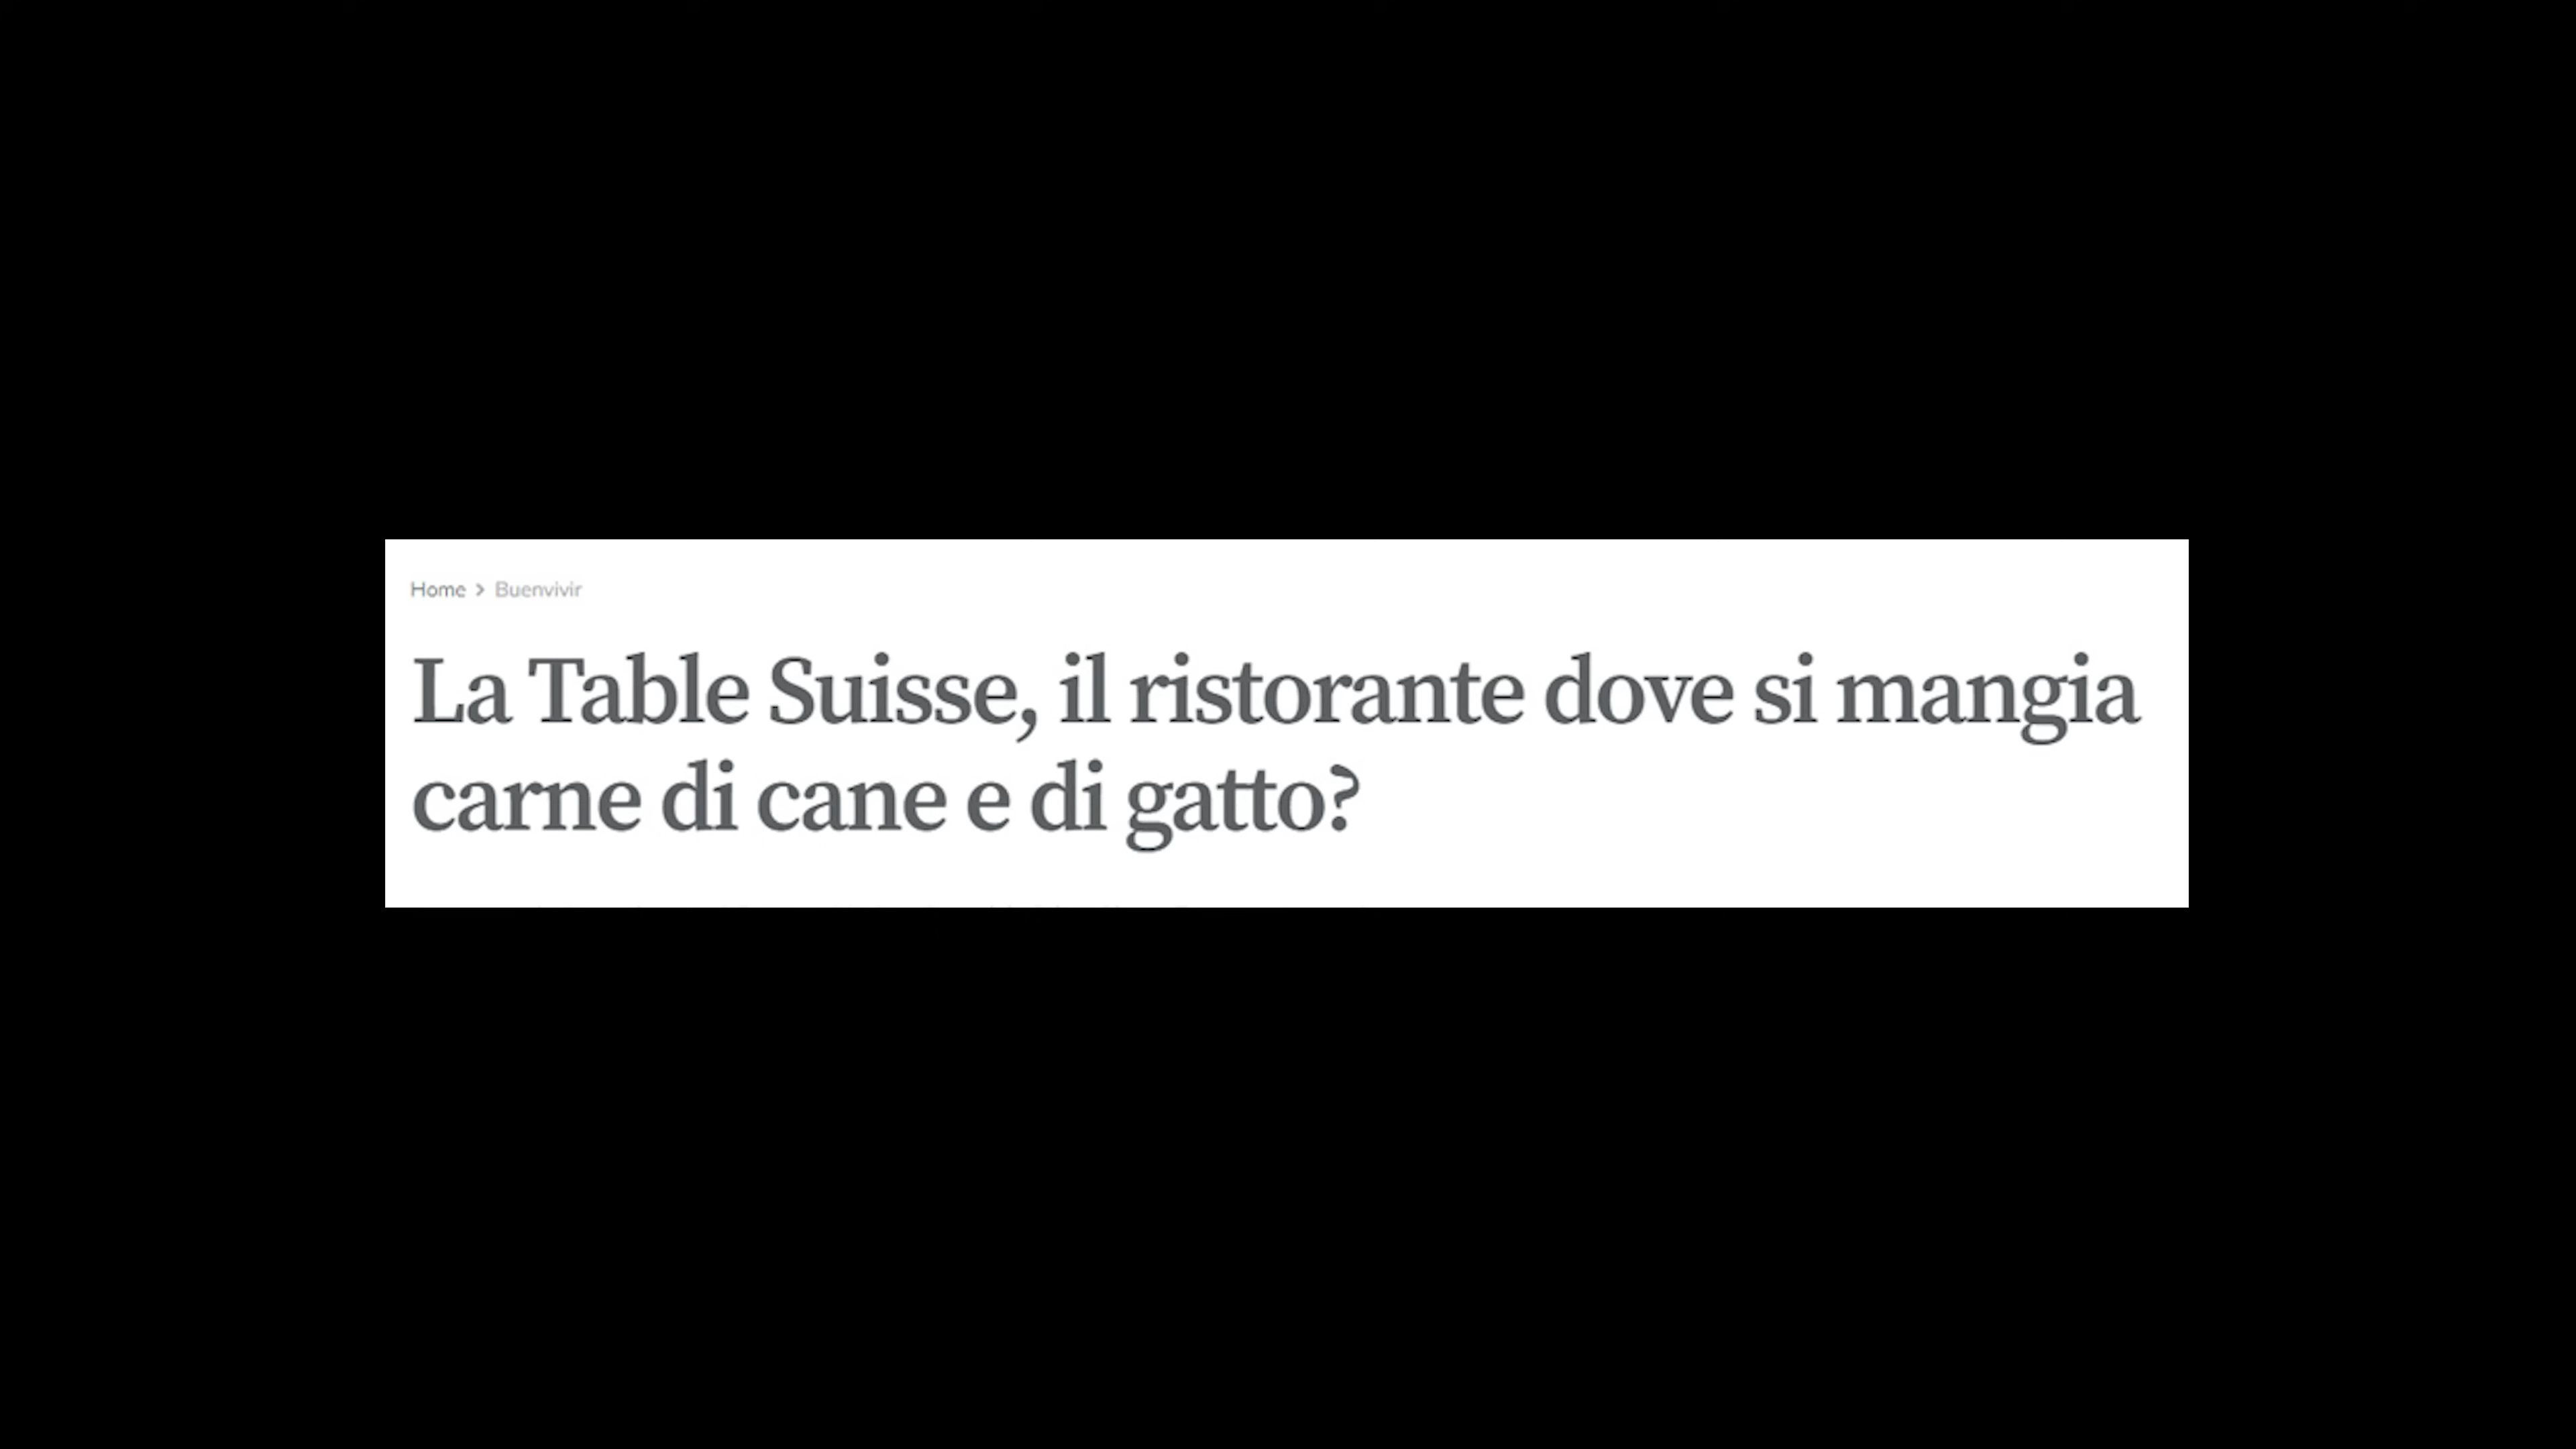 Home > Buenvivir
La Table Suisse, il ristorante dove si mangia
carne di cane e di gatto?